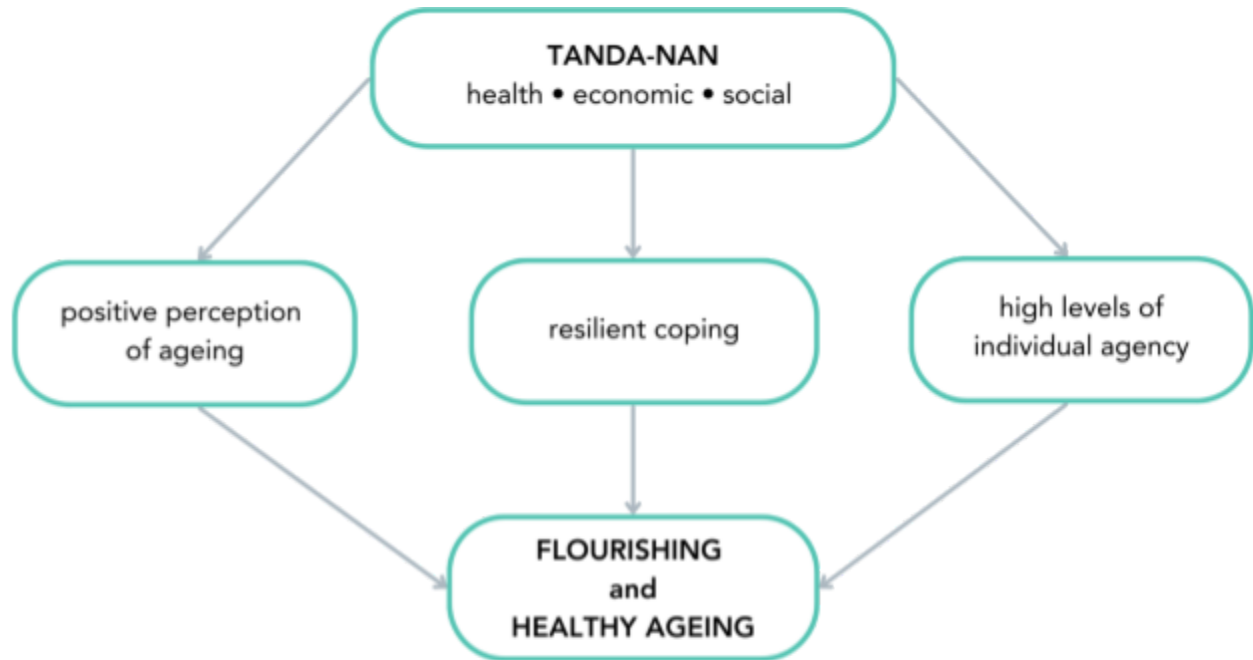 TANDA-NAN
health • economic • social
positive perception
of ageing
resilient coping
high levels of
individual agency
FLOURISHING
and
HEALTHY AGEING